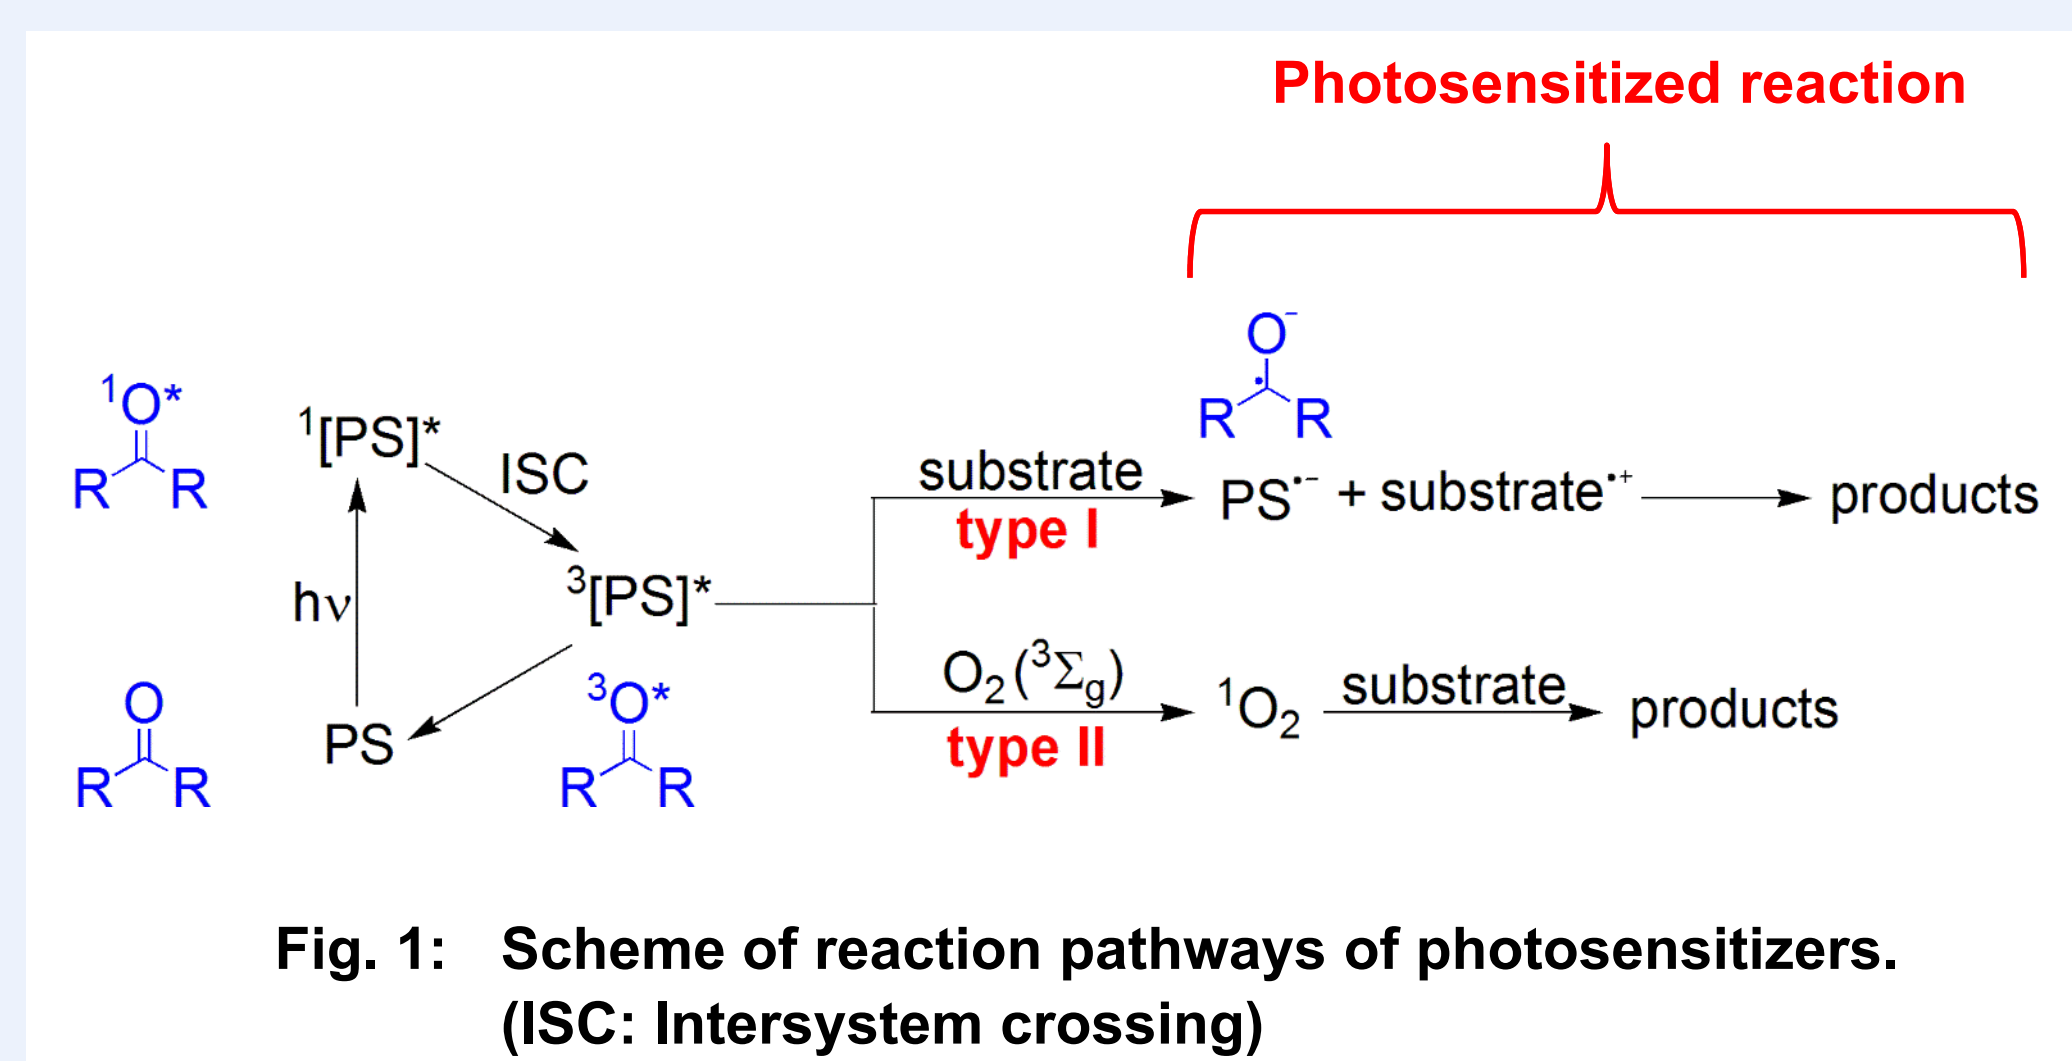 Photosensitized reaction
O⁻
R Ṙ
¹O*
R R
¹[PS]*
ISC
substrate
type I
PS•⁻ + substrate•⁺
products
hν
³[PS]*
O₂ (³Σg)
type II
¹O₂
substrate
products
O
R R
PS
³O*
R R
Fig. 1: Scheme of reaction pathways of photosensitizers.
(ISC: Intersystem crossing)